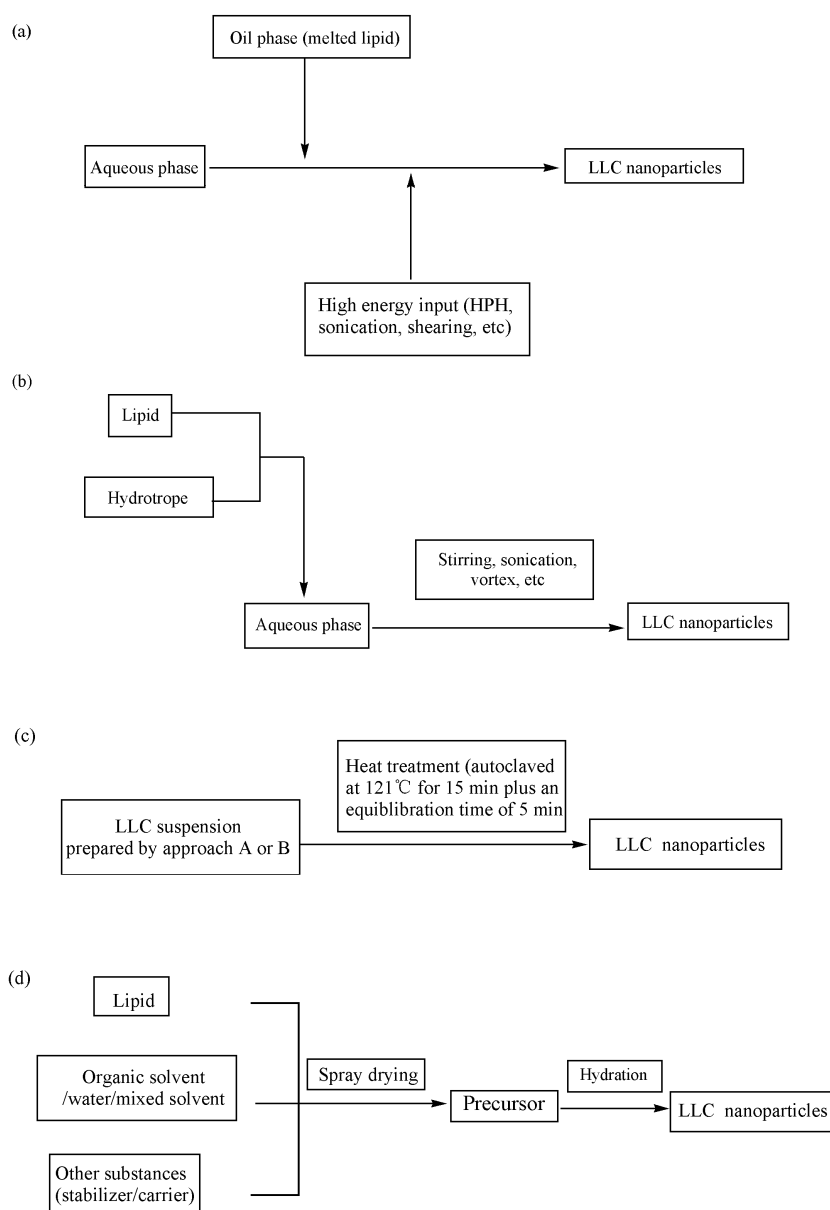 (a)
Oil phase (melted lipid)
Aqueous phase
LLC nanoparticles
High energy input (HPH,
sonication, shearing, etc)
(b)
Lipid
Hydrotrope
Stirring, sonication,
vortex, etc
Aqueous phase
LLC nanoparticles
(c)
Heat treatment (autoclaved
at 121℃ for 15 min plus an
equiblibration time of 5 min
LLC suspension
prepared by approach A or B
LLC nanoparticles
(d)
Lipid
Organic solvent
/water/mixed solvent
Spray drying
Precursor
Hydration
LLC nanoparticles
Other substances
(stabilizer/carrier)